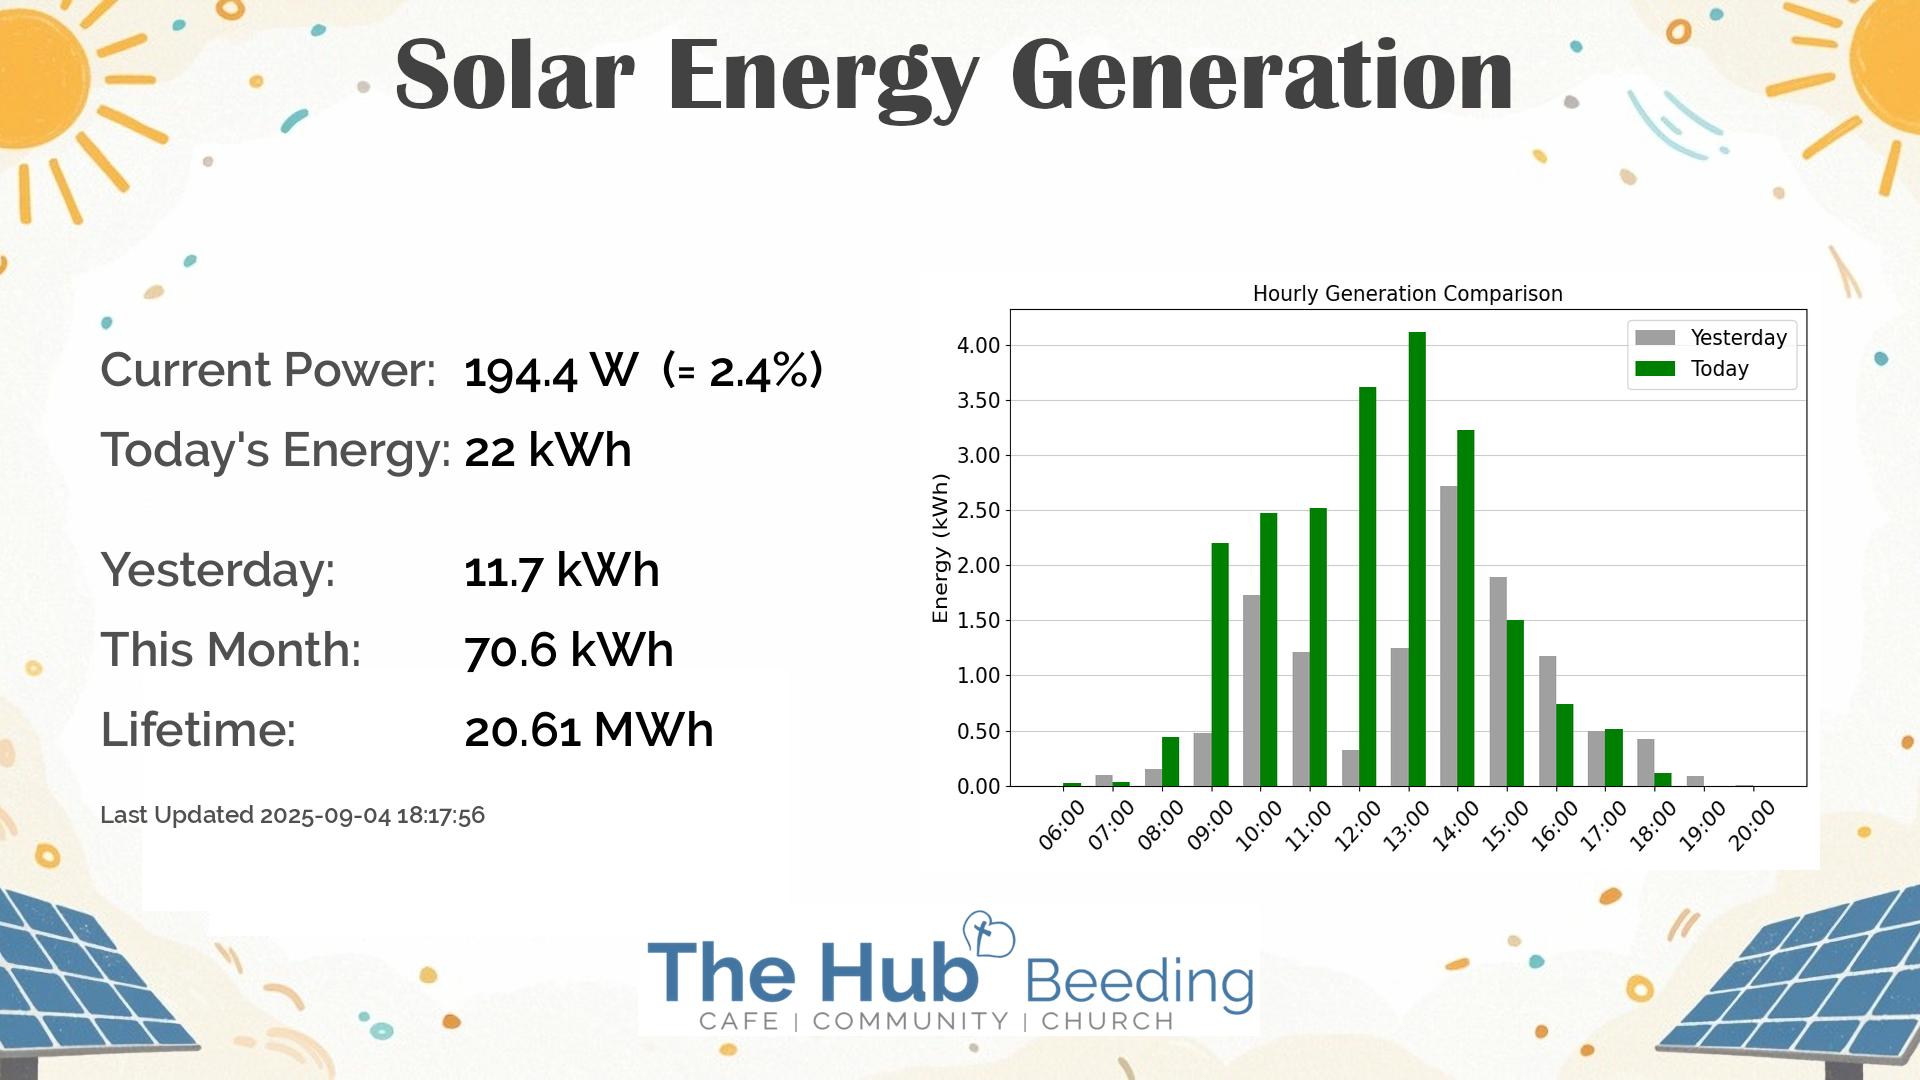 Solar Energy Generation
Current Power: 194.4 W (= 2.4%)
Today's Energy: 22 kWh
Yesterday: 11.7 kWh
This Month: 70.6 kWh
Lifetime: 20.61 MWh
Last Updated 2025-09-04 18:17:56
Hourly Generation Comparison
Yesterday
Today
Energy (kWh)
4.00
3.50
3.00
2.50
2.00
1.50
1.00
0.50
0.00
06:00 07:00 08:00 09:00 10:00 11:00 12:00 13:00 14:00 15:00 16:00 17:00 18:00 19:00 20:00
The Hub Beeding
CAFE | COMMUNITY | CHURCH